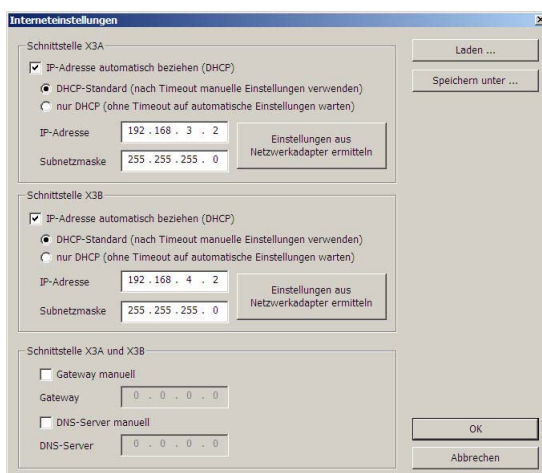 Interneteinstellungen
Schnittstelle X3A
IP-Adresse automatisch beziehen (DHCP)
DHCP-Standard (nach Timeout manuelle Einstellungen verwenden)
nur DHCP (ohne Timeout auf automatische Einstellungen warten)
IP-Adresse 192 . 168 . 3 . 2
Subnetzmaske 255 . 255 . 255 . 0
Einstellungen aus
Netzwerkadapter ermitteln
Schnittstelle X3B
IP-Adresse automatisch beziehen (DHCP)
DHCP-Standard (nach Timeout manuelle Einstellungen verwenden)
nur DHCP (ohne Timeout auf automatische Einstellungen warten)
IP-Adresse 192 . 168 . 4 . 2
Subnetzmaske 255 . 255 . 255 . 0
Einstellungen aus
Netzwerkadapter ermitteln
Schnittstelle X3A und X3B
Gateway manuell
Gateway 0 . 0 . 0 . 0
DNS-Server manuell
DNS-Server 0 . 0 . 0 . 0
Laden ...
Speichern unter ...
OK
Abbrechen